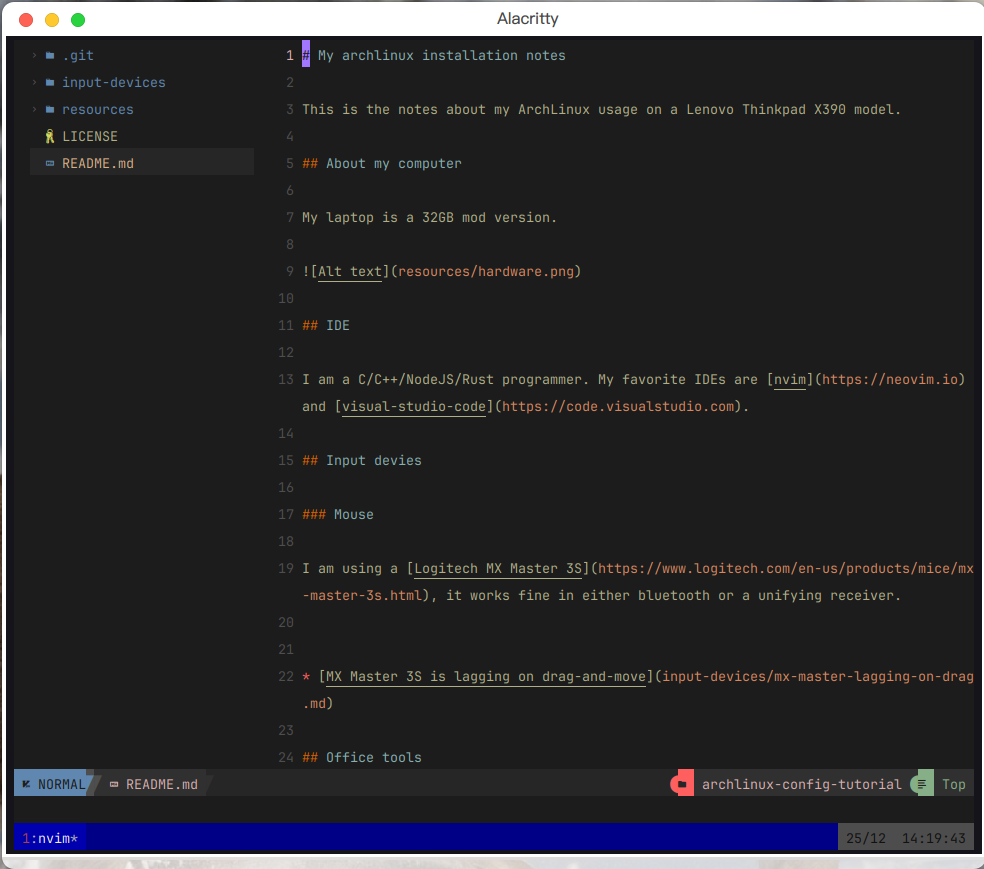 Alacritty
.git
input-devices
resources
LICENSE
README.md
1 # My archlinux installation notes
2
3 This is the notes about my ArchLinux usage on a Lenovo Thinkpad X390 model.
4
5 ## About my computer
6
7 My laptop is a 32GB mod version.
8
9 ![Alt text](resources/hardware.png)
10
11 ## IDE
12
13 I am a C/C++/NodeJS/Rust programmer. My favorite IDEs are [nvim](https://neovim.io)
and [visual-studio-code](https://code.visualstudio.com).
14
15 ## Input devies
16
17 ### Mouse
18
19 I am using a [Logitech MX Master 3S](https://www.logitech.com/en-us/products/mice/mx
-master-3s.html), it works fine in either bluetooth or a unifying receiver.
20
21
22 * [MX Master 3S is lagging on drag-and-move](input-devices/mx-master-lagging-on-drag
.md)
23
24 ## Office tools
NORMAL README.md archlinux-config-tutorial Top
1:nvim* 25/12 14:19:43